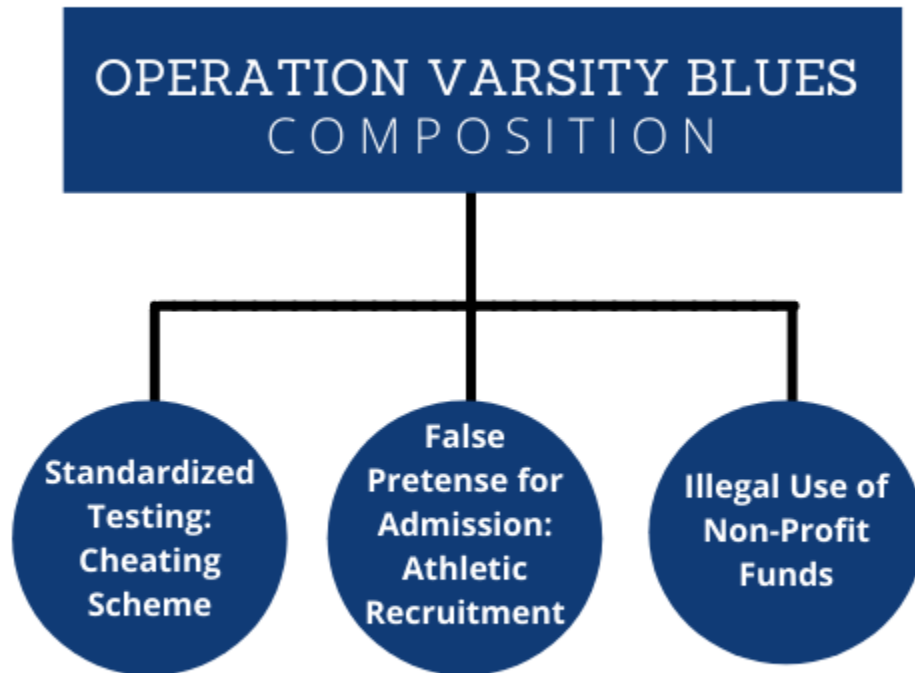 OPERATION VARSITY BLUES
COMPOSITION
Standardized
Testing:
Cheating
Scheme
False
Pretense for
Admission:
Athletic
Recruitment
Illegal Use of
Non-Profit
Funds